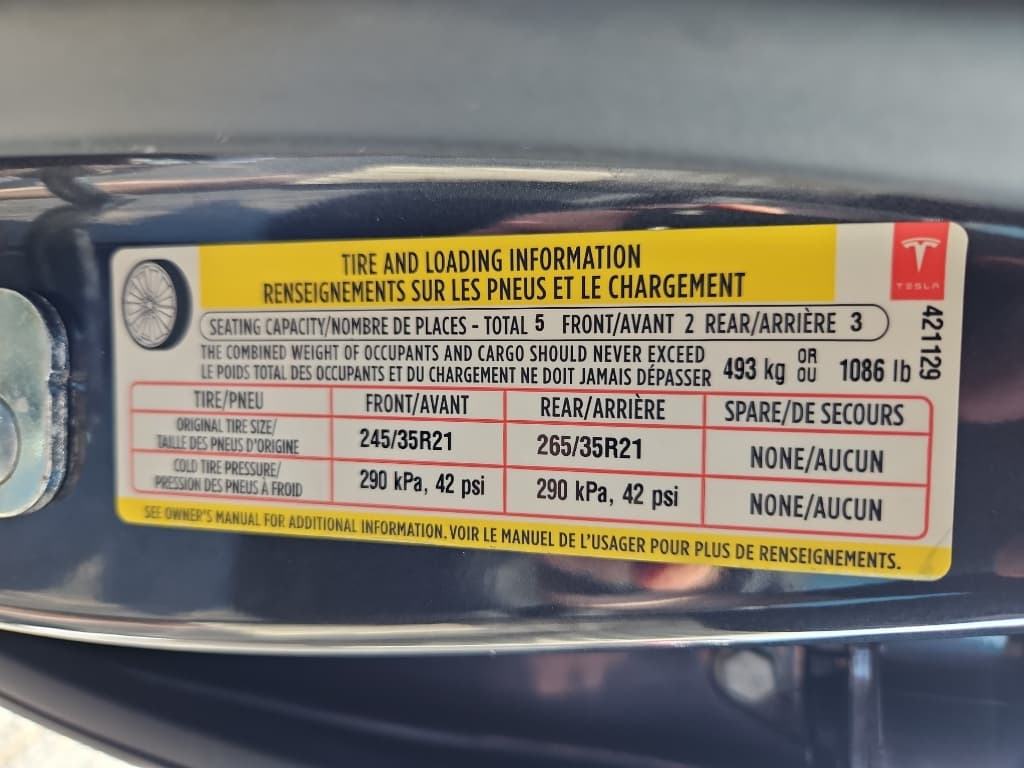 TIRE AND LOADING INFORMATION
RENSEIGNEMENTS SUR LES PNEUS ET LE CHARGEMENT
TESLA
SEATING CAPACITY/NOMBRE DE PLACES - TOTAL 5 FRONT/AVANT 2 REAR/ARRIÈRE 3
421129
THE COMBINED WEIGHT OF OCCUPANTS AND CARGO SHOULD NEVER EXCEED
LE POIDS TOTAL DES OCCUPANTS ET DU CHARGEMENT NE DOIT JAMAIS DÉPASSER
493 kg OR OU 1086 lb
TIRE/PNEU FRONT/AVANT REAR/ARRIÈRE SPARE/DE SECOURS
ORIGINAL TIRE SIZE/
TAILLE DES PNEUS D'ORIGINE
245/35R21 265/35R21 NONE/AUCUN
COLD TIRE PRESSURE/
PRESSION DES PNEUS À FROID
290 kPa, 42 psi 290 kPa, 42 psi NONE/AUCUN
SEE OWNER'S MANUAL FOR ADDITIONAL INFORMATION. VOIR LE MANUEL DE L'USAGER POUR PLUS DE RENSEIGNEMENTS.